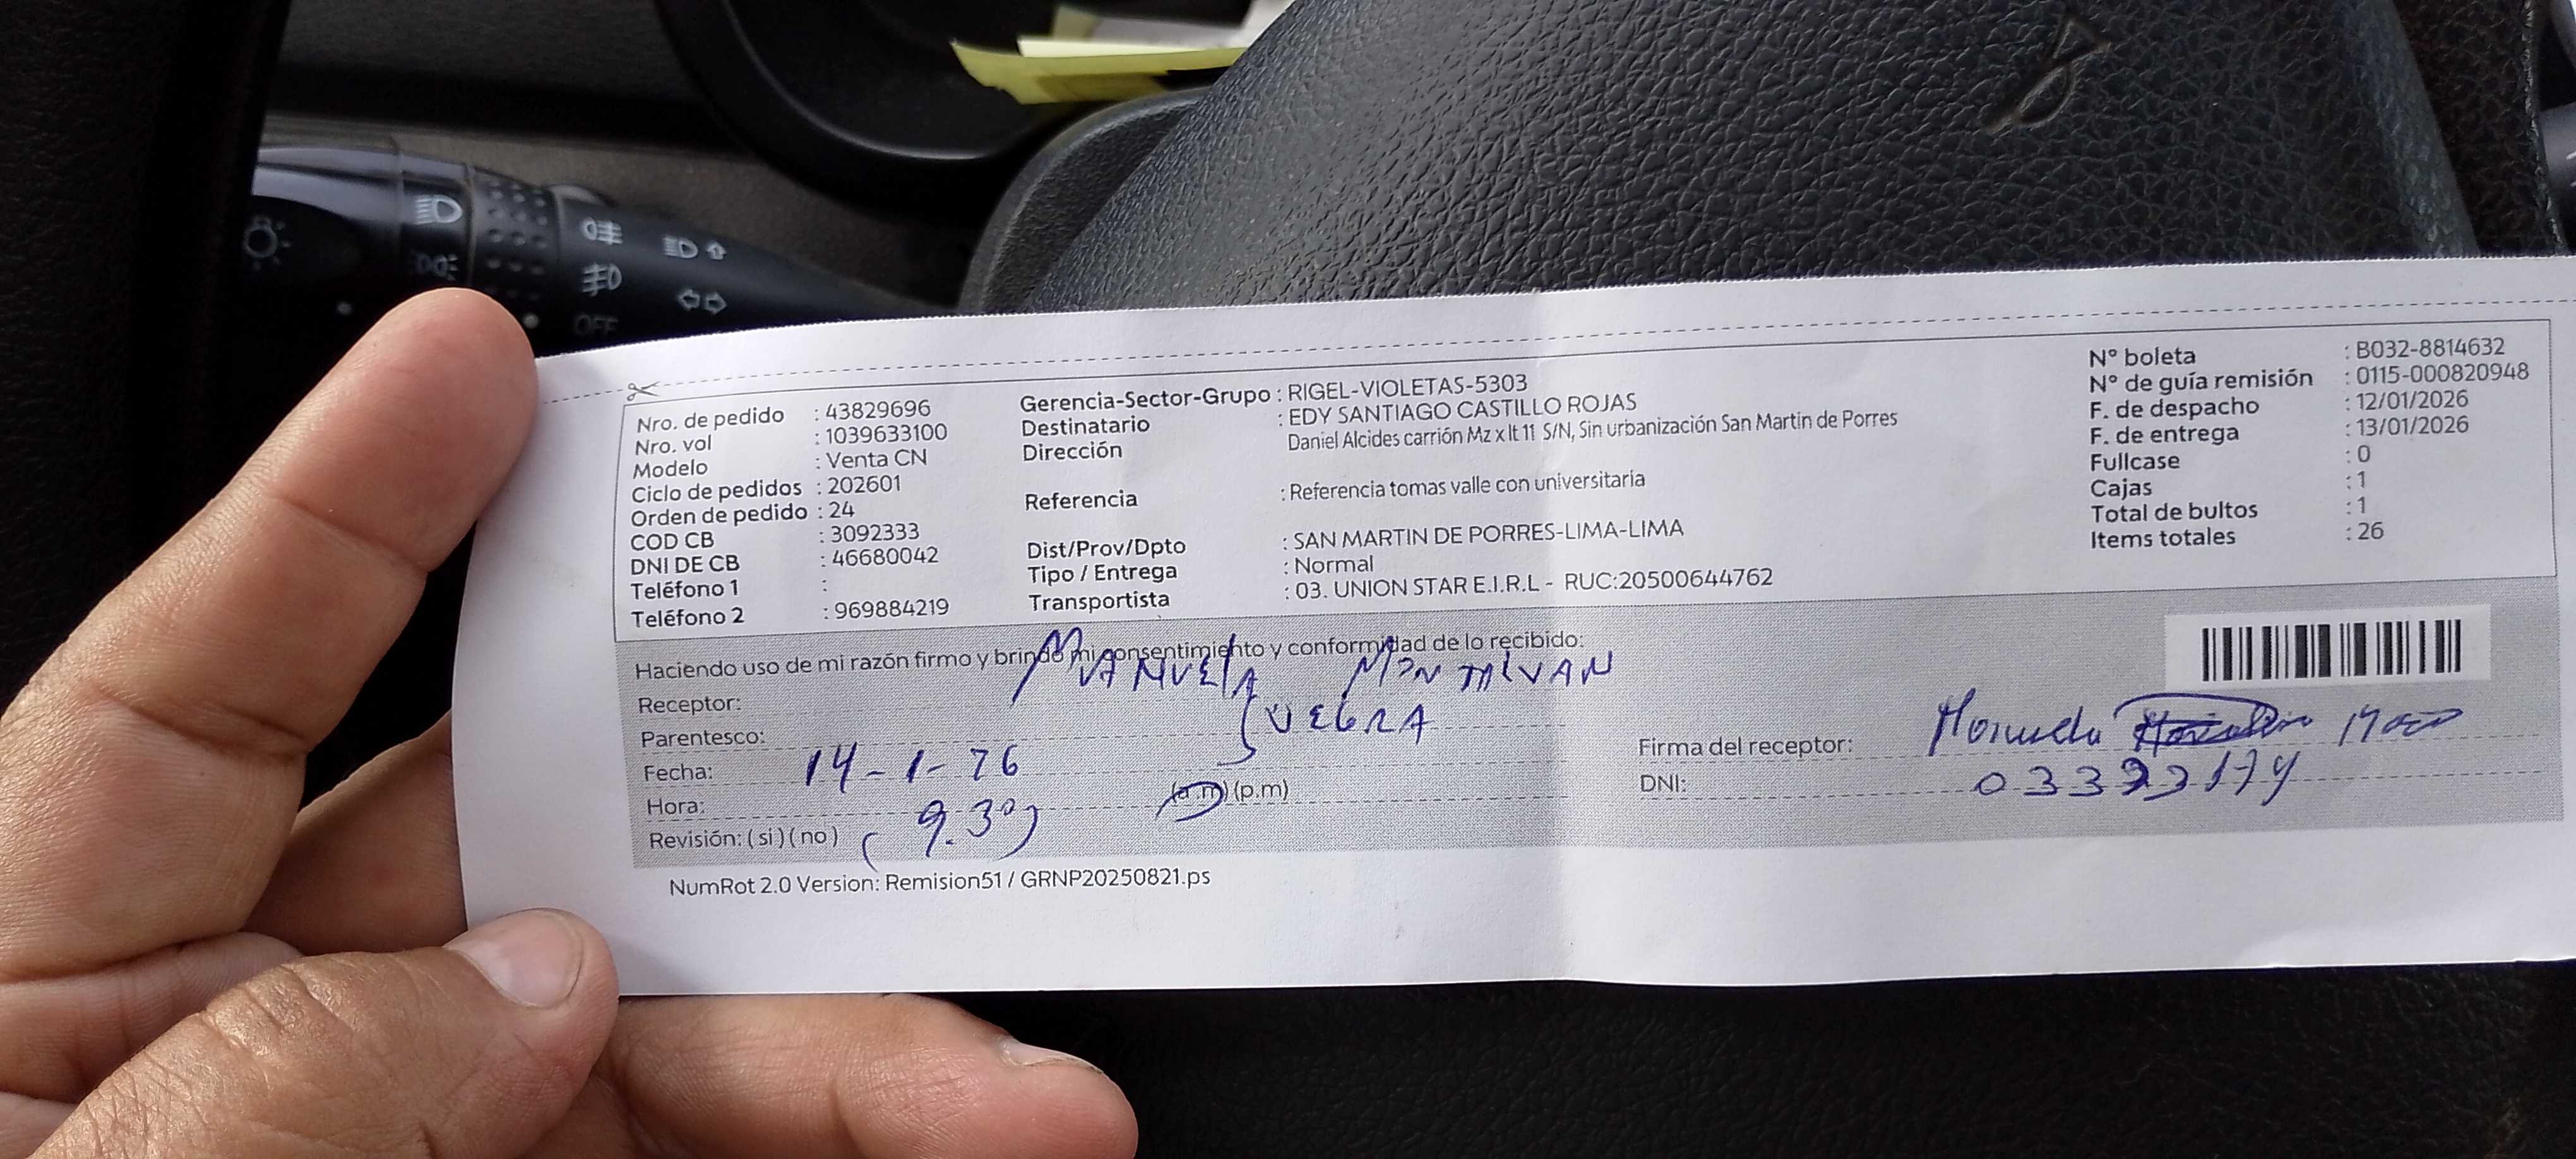 Nro. de pedido : 43829696
Nro. vol : 1039633100
Modelo : Venta CN
Ciclo de pedidos : 202601
Orden de pedido : 24
COD CB : 3092333
DNI DE CB : 46680042
Teléfono 1 :
Teléfono 2 : 969884219
Gerencia-Sector-Grupo : RIGEL-VIOLETAS-5303
Destinatario : EDY SANTIAGO CASTILLO ROJAS
Dirección Daniel Alcides carrión Mz x lt 11 S/N, Sin urbanización San Martin de Porres
Referencia : Referencia tomas valle con universitaria
Dist/Prov/Dpto : SAN MARTIN DE PORRES-LIMA-LIMA
Tipo / Entrega : Normal
Transportista : 03. UNION STAR E.I.R.L - RUC:20500644762
N° boleta : B032-8814632
N° de guía remisión : 0115-000820948
F. de despacho : 12/01/2026
F. de entrega : 13/01/2026
Fullcase : 0
Cajas : 1
Total de bultos : 1
Items totales : 26
Haciendo uso de mi razón firmo y brindo mi consentimiento y conformidad de lo recibido:
Receptor: MANUELA MONTALVAN
Parentesco: SUEGRA
Fecha: 14-1-26
Hora: (9.30) (a.m) (p.m)
Revisión: ( si ) ( no )
Firma del receptor: Manuela
DNI:
NumRot 2.0 Version: Remision51 / GRNP20250821.ps
OFF